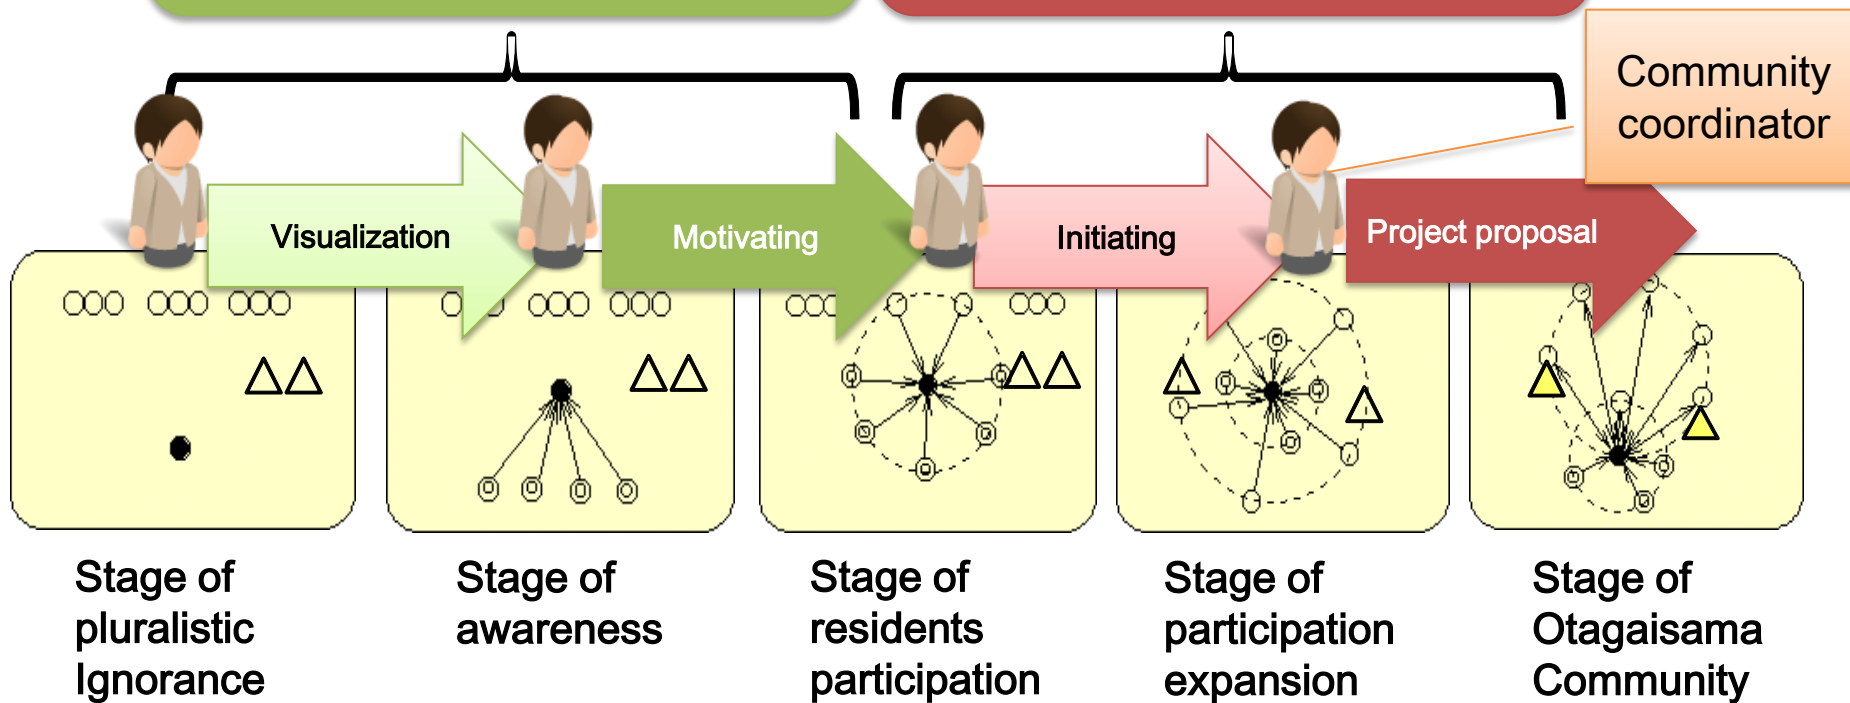 Community
coordinator
Visualization
Motivating
Initiating
Project proposal
Stage of
pluralistic
Ignorance
Stage of
awareness
Stage of
residents
participation
Stage of
participation
expansion
Stage of
Otagaisama
Community